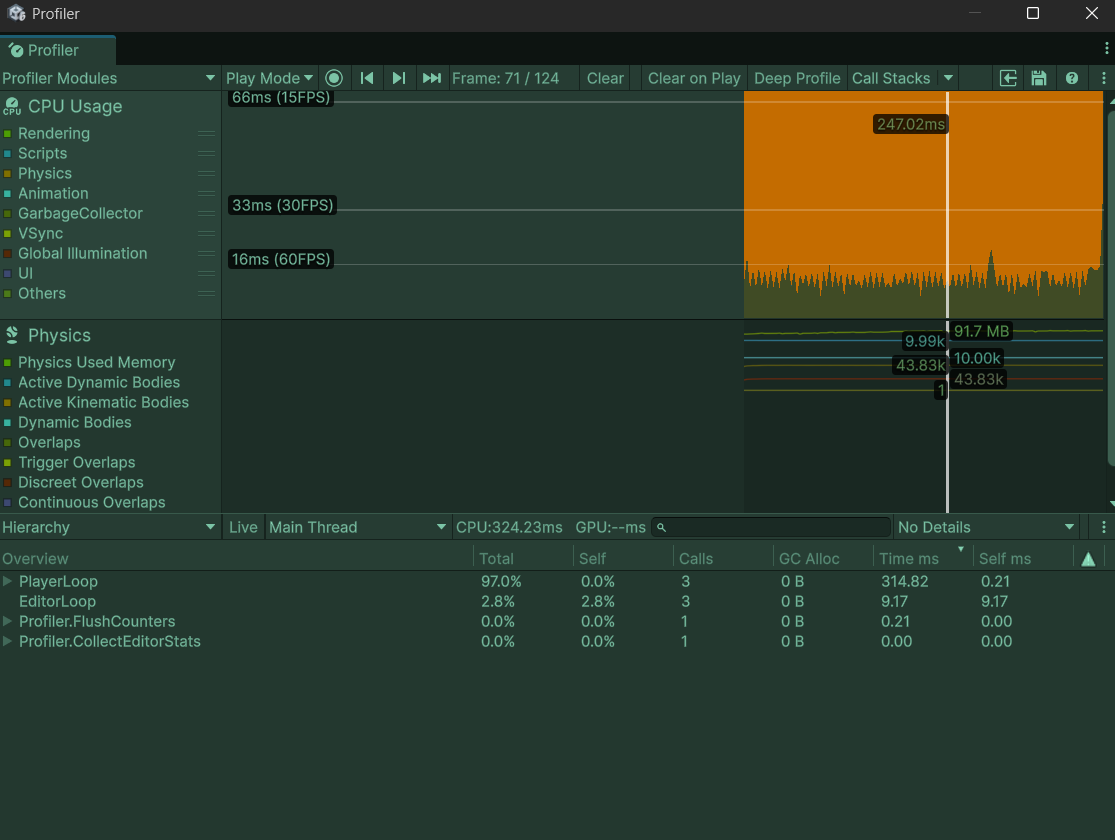 Profiler
Profiler
Profiler Modules Play Mode Frame: 71 / 124 Clear Clear on Play Deep Profile Call Stacks
CPU Usage
CPU
Rendering
Scripts
Physics
Animation
GarbageCollector
VSync
Global Illumination
UI
Others
66ms (15FPS)
247.02ms
33ms (30FPS)
16ms (60FPS)
Physics
Physics Used Memory
Active Dynamic Bodies
Active Kinematic Bodies
Dynamic Bodies
Overlaps
Trigger Overlaps
Discreet Overlaps
Continuous Overlaps
91.7 MB
9.99k
10.00k
43.83k
43.83k
1
Hierarchy Live Main Thread CPU:324.23ms GPU:--ms No Details
Overview Total Self Calls GC Alloc Time ms Self ms
PlayerLoop 97.0% 0.0% 3 0 B 314.82 0.21
EditorLoop 2.8% 2.8% 3 0 B 9.17 9.17
Profiler.FlushCounters 0.0% 0.0% 1 0 B 0.21 0.00
Profiler.CollectEditorStats 0.0% 0.0% 1 0 B 0.00 0.00